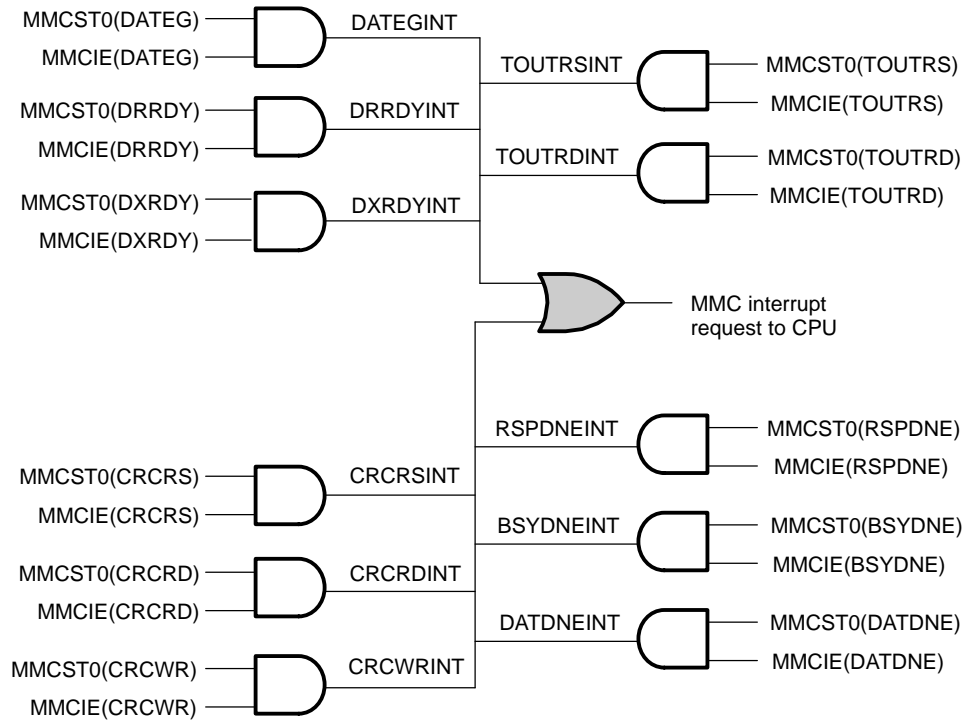 MMCST0(DATEG)
MMCIE(DATEG)
DATEGINT
MMCST0(DRRDY)
MMCIE(DRRDY)
DRRDYINT
MMCST0(DXRDY)
MMCIE(DXRDY)
DXRDYINT
TOUTRSINT
MMCST0(TOUTRS)
MMCIE(TOUTRS)
TOUTRDINT
MMCST0(TOUTRD)
MMCIE(TOUTRD)
MMC interrupt
request to CPU
MMCST0(CRCRS)
MMCIE(CRCRS)
CRCRSINT
MMCST0(CRCRD)
MMCIE(CRCRD)
CRCRDINT
MMCST0(CRCWR)
MMCIE(CRCWR)
CRCWRINT
RSPDNEINT
MMCST0(RSPDNE)
MMCIE(RSPDNE)
BSYDNEINT
MMCST0(BSYDNE)
MMCIE(BSYDNE)
DATDNEINT
MMCST0(DATDNE)
MMCIE(DATDNE)